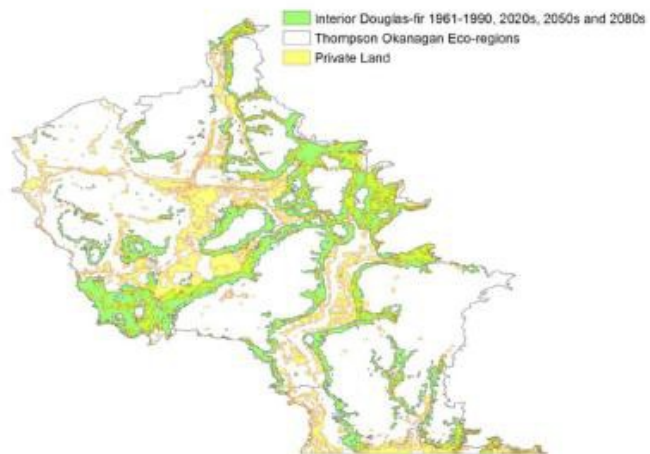 Interior Douglas-fir 1961-1990, 2020s, 2050s and 2080s
Thompson Okanagan Eco-regions
Private Land